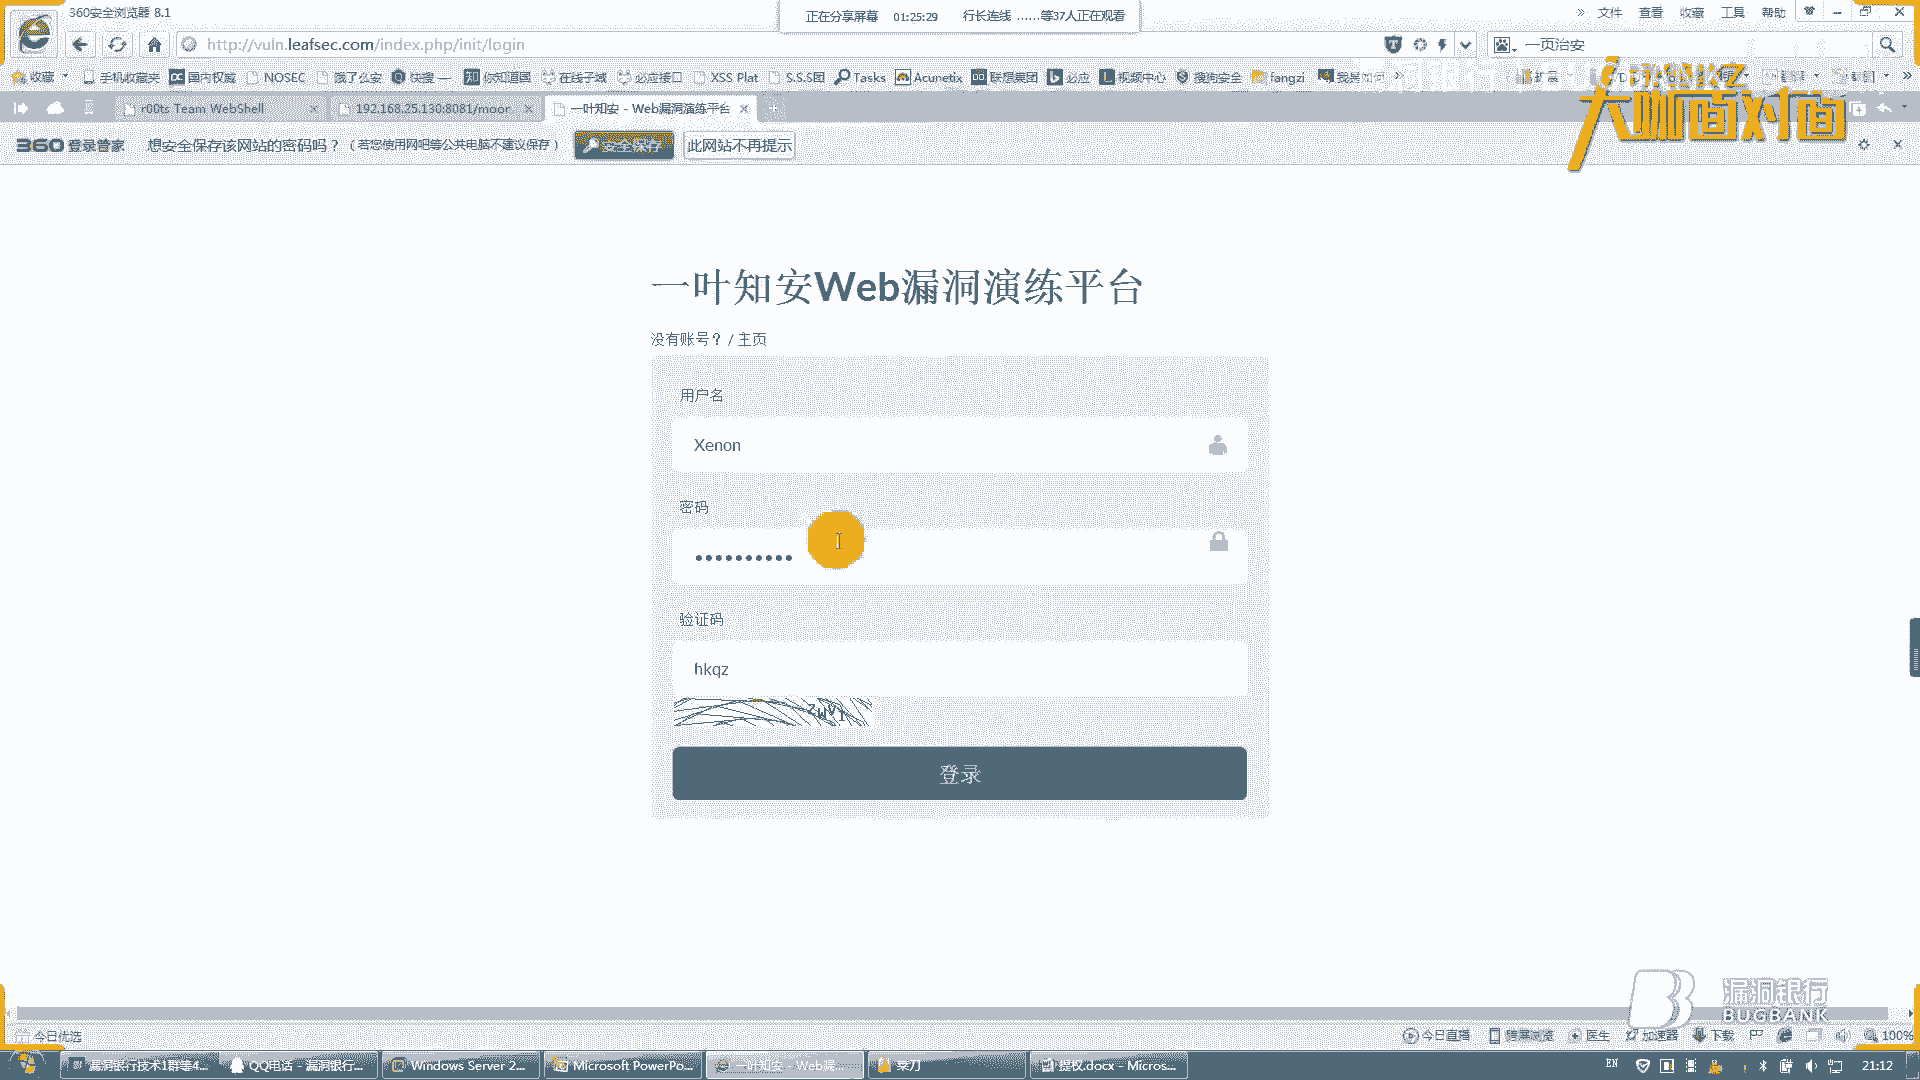 360安全浏览器 8.1
正在分享屏幕 01:25:29 行长连线 ……等37人正在观看
文件 查看 收藏 工具 帮助
http://vuln.leafsec.com/index.php/init/login
一页治安
收藏 手机收藏夹 国内权威 NOSEC 饿了么安 快搜 — 你知道国 在线子域 必应接口 XSS Plat S.S.S团 Tasks Acunetix 联想集团 必应 视频中心 搜狗安全 fangzi
r00ts Team WebShell
192.168.25.130:8081/moor
一叶知安 - Web漏洞演练平台
大咖面对面
360 登录管家 想安全保存该网站的密码吗？（若您使用网吧等公共电脑不建议保存） 安全保存 此网站不再提示
一叶知安Web漏洞演练平台
没有账号？ / 主页
用户名
Xenon
密码
验证码
hkqz
登录
漏洞银行
BUGBANK
今日优选
今日直播 跨屏浏览 医生 加速器 下载 100%
漏洞银行技术1群等4... QQ电话 - 漏洞银行... Windows Server 2... Microsoft PowerPo... 一叶知安 - Web漏... 菜刀 提权.docx - Micros...
EN 21:12